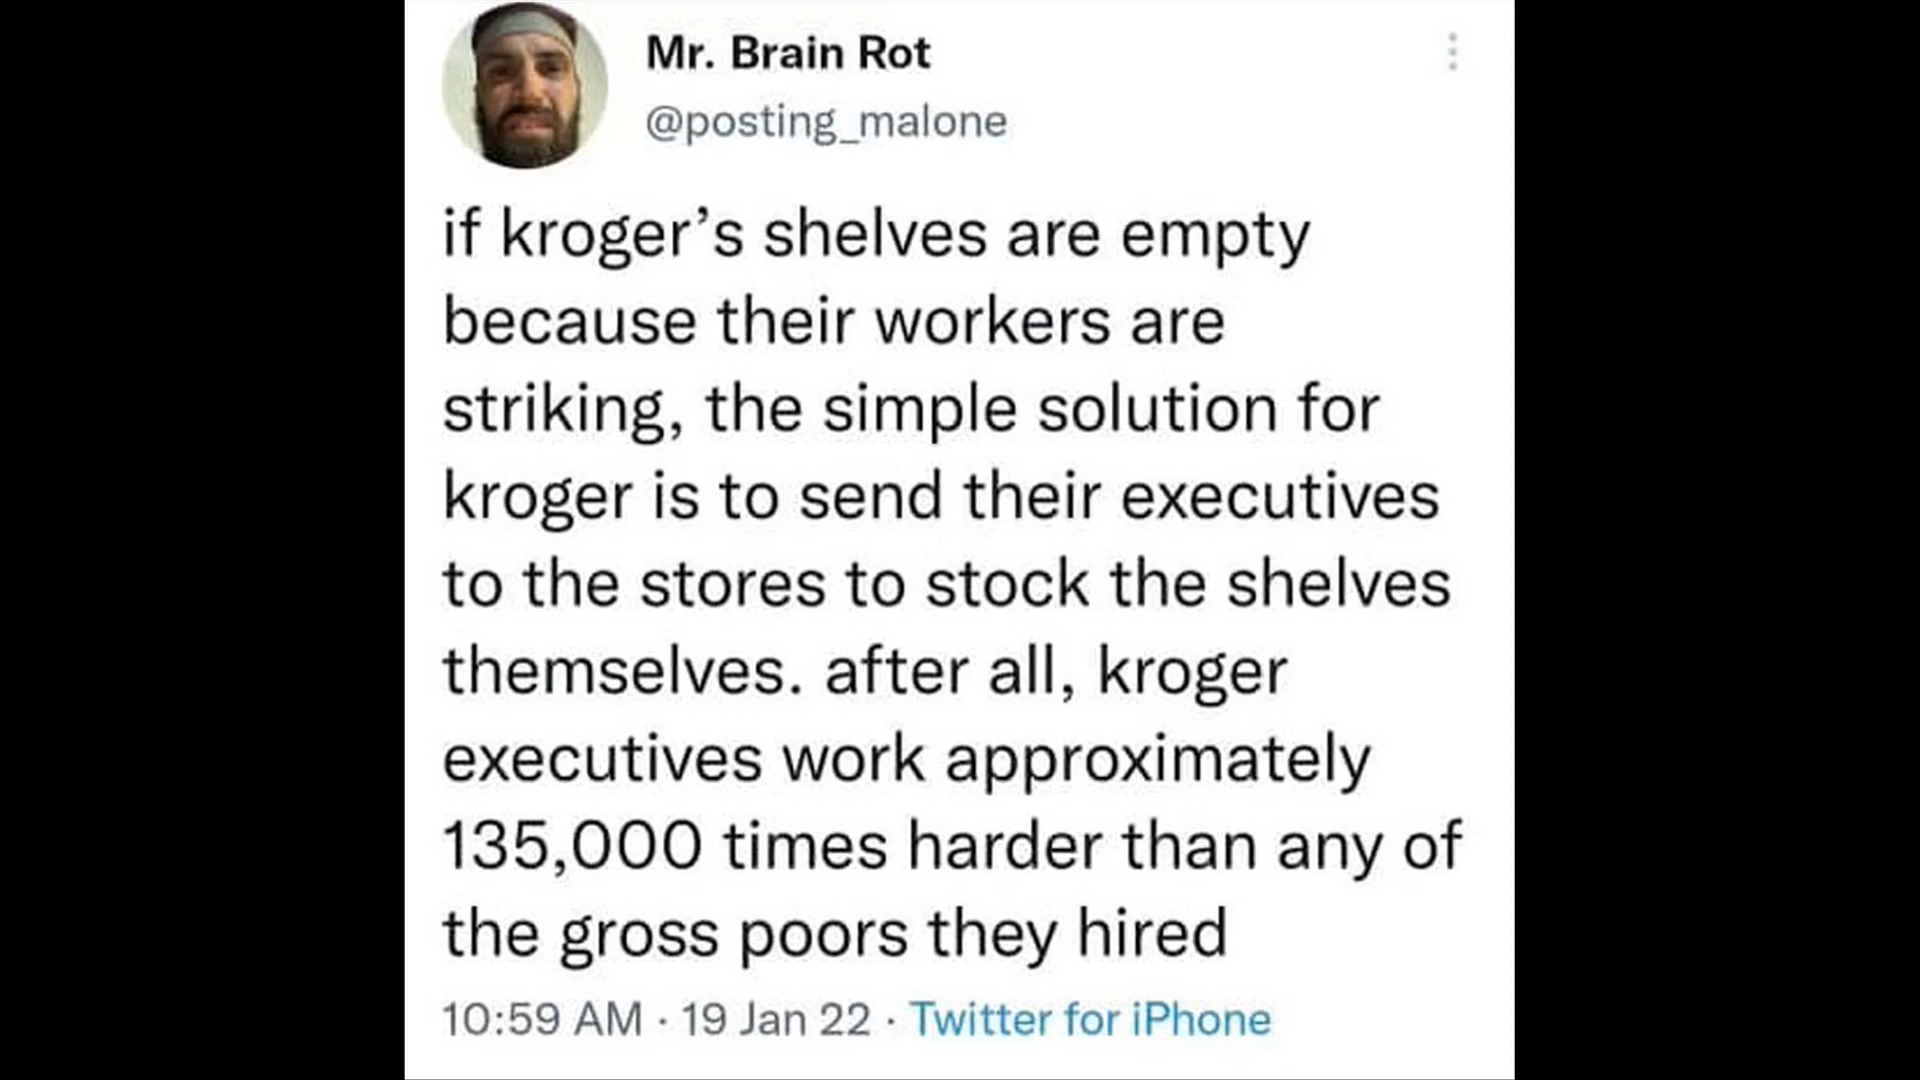 Mr. Brain Rot
@posting_malone
if kroger’s shelves are empty
because their workers are
striking, the simple solution for
kroger is to send their executives
to the stores to stock the shelves
themselves. after all, kroger
executives work approximately
135,000 times harder than any of
the gross poors they hired
10:59 AM · 19 Jan 22 · Twitter for iPhone